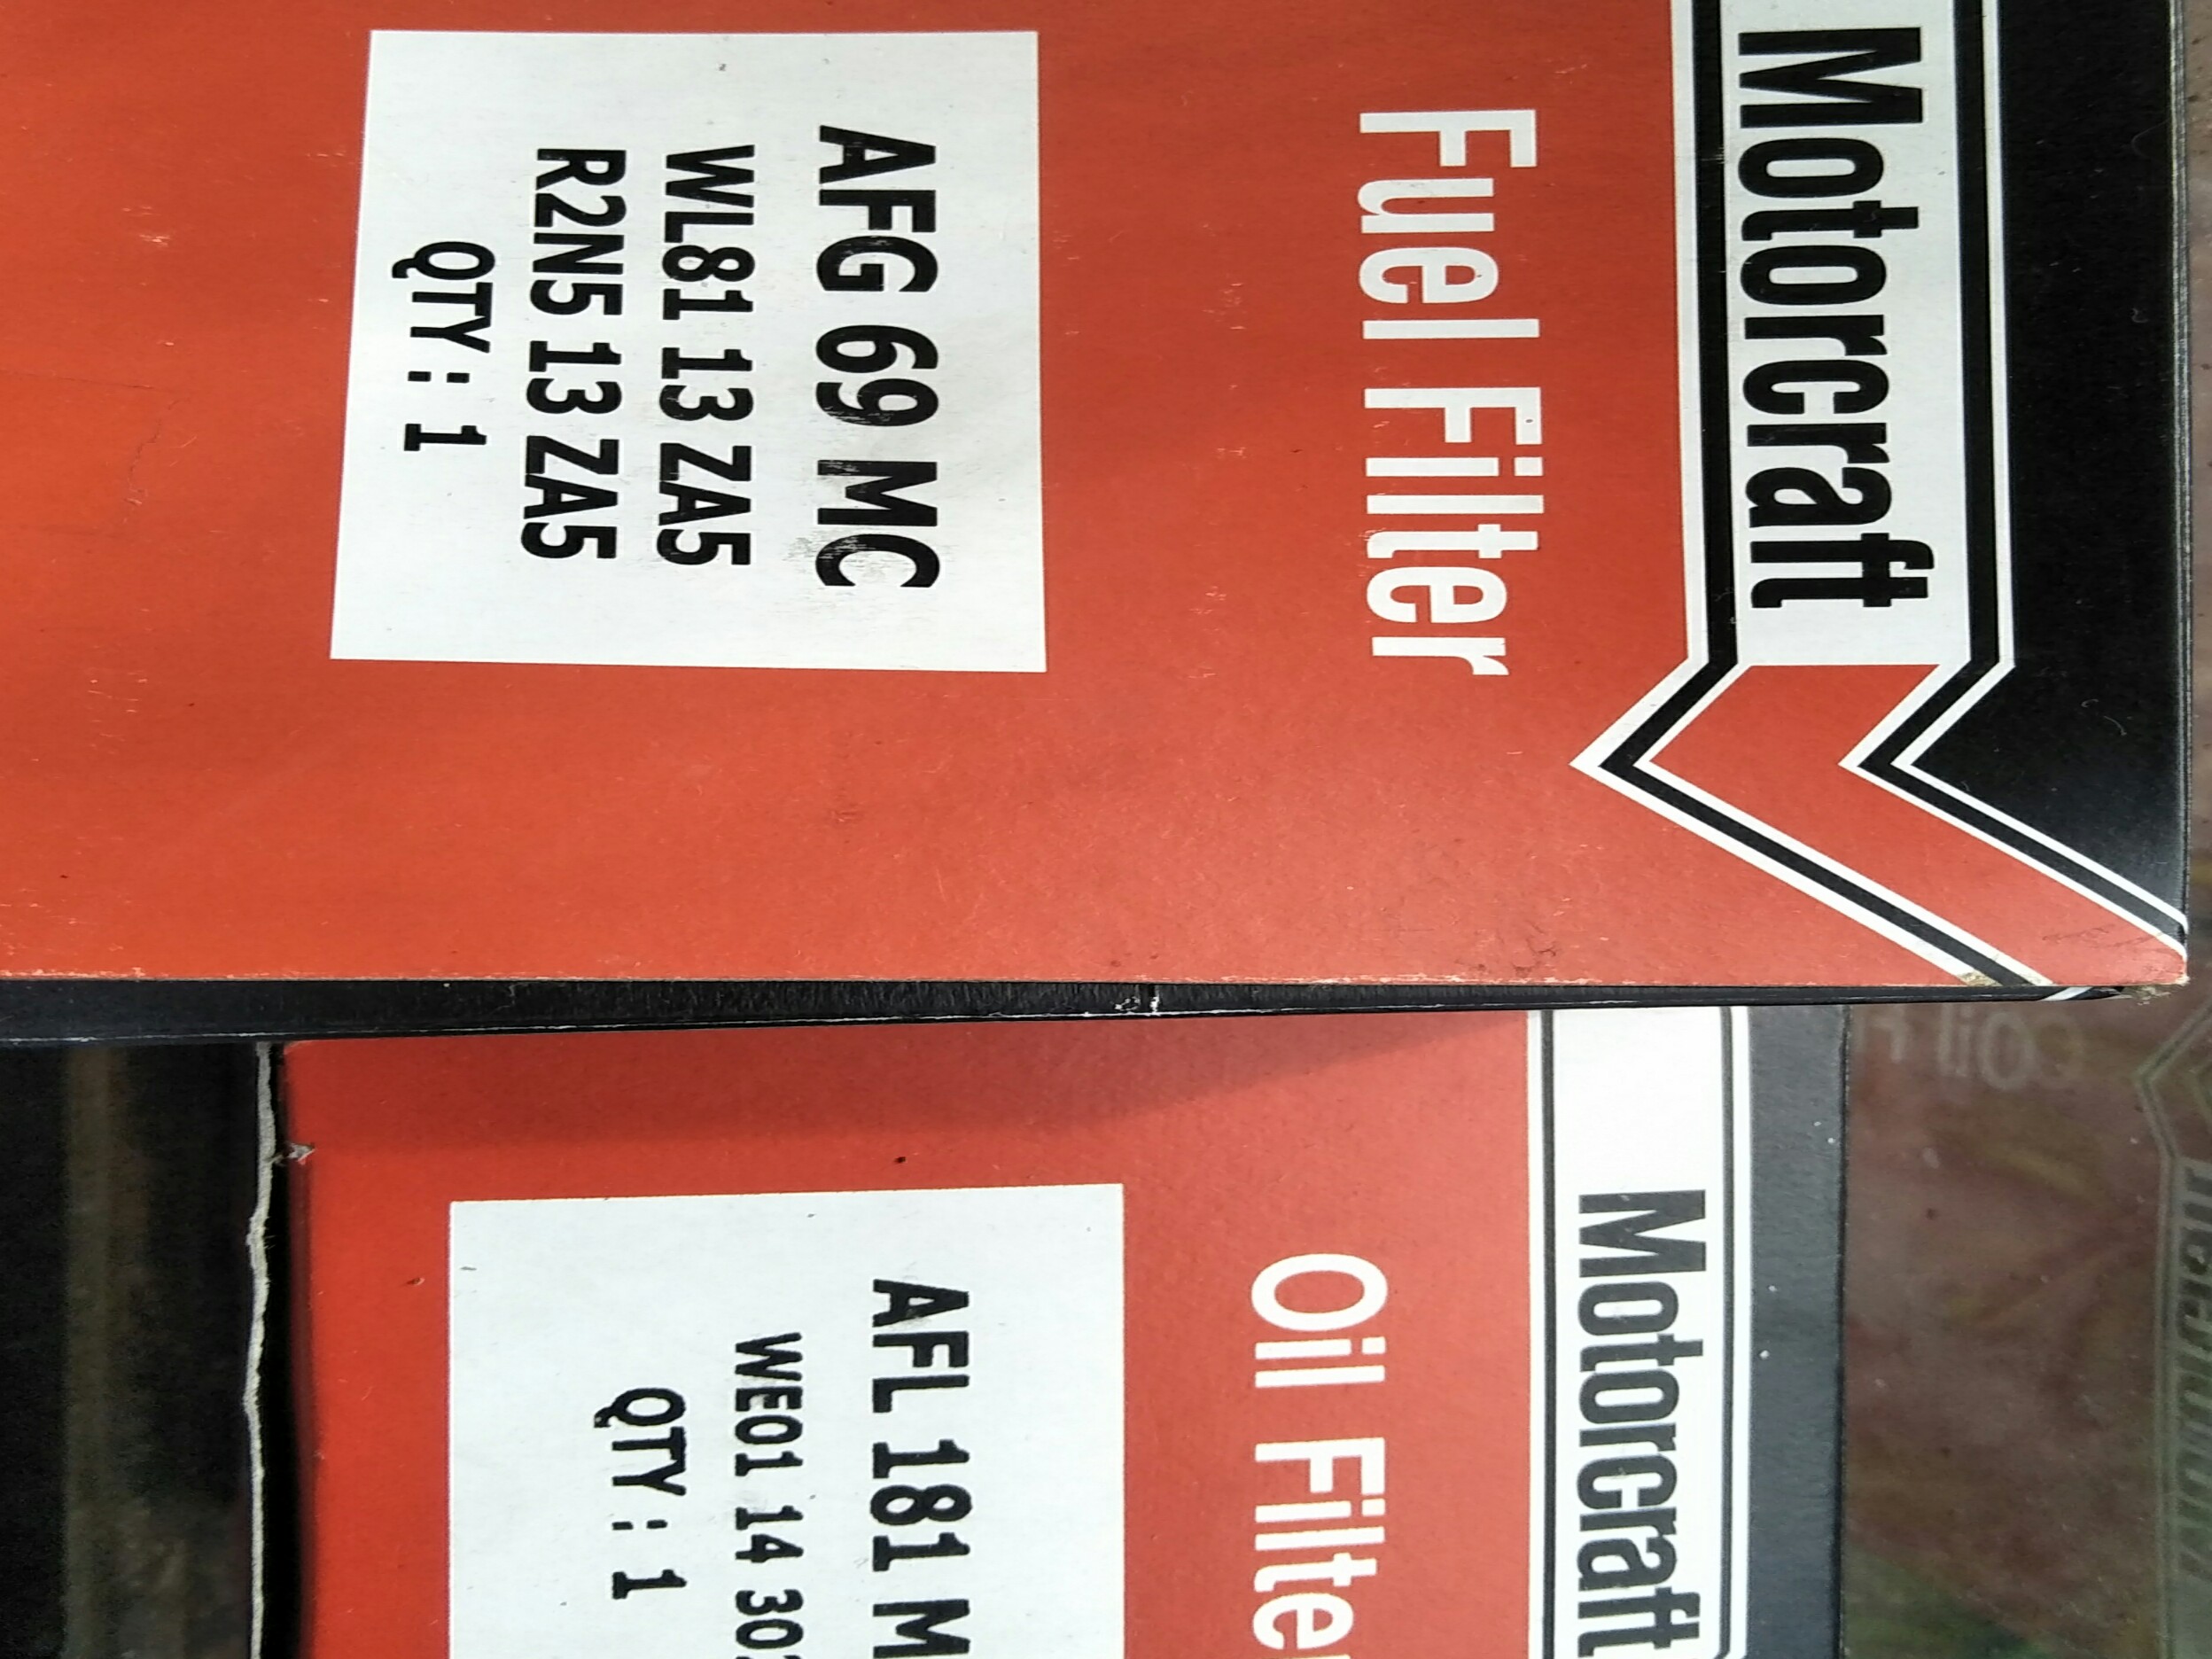 Motorcraft
Fuel Filter
AFG 69 MC
WL81 13 ZA5
R2N5 13 ZA5
QTY : 1
Motorcraft
Oil Filter
AFL 181 M
WE01 14 30
QTY : 1